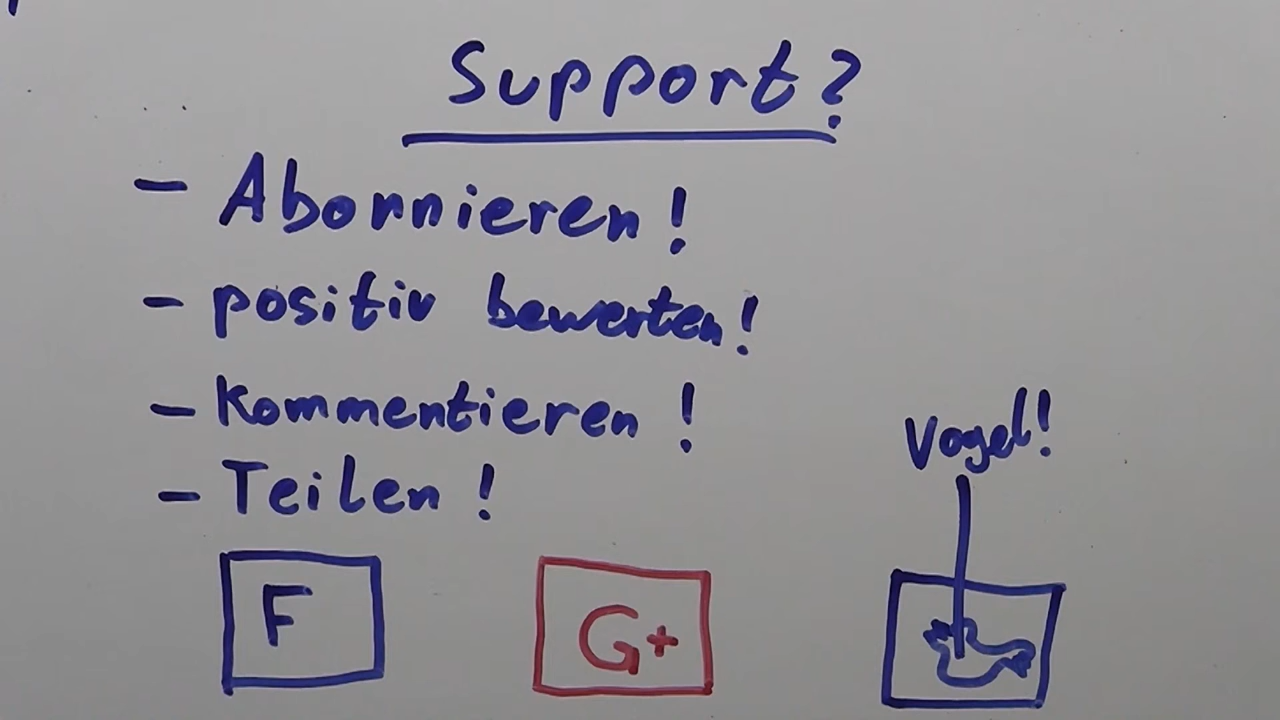 Support?
- Abonnieren!
- positiv bewerten!
- Kommentieren!
- Teilen!
Vogel!
F
G+